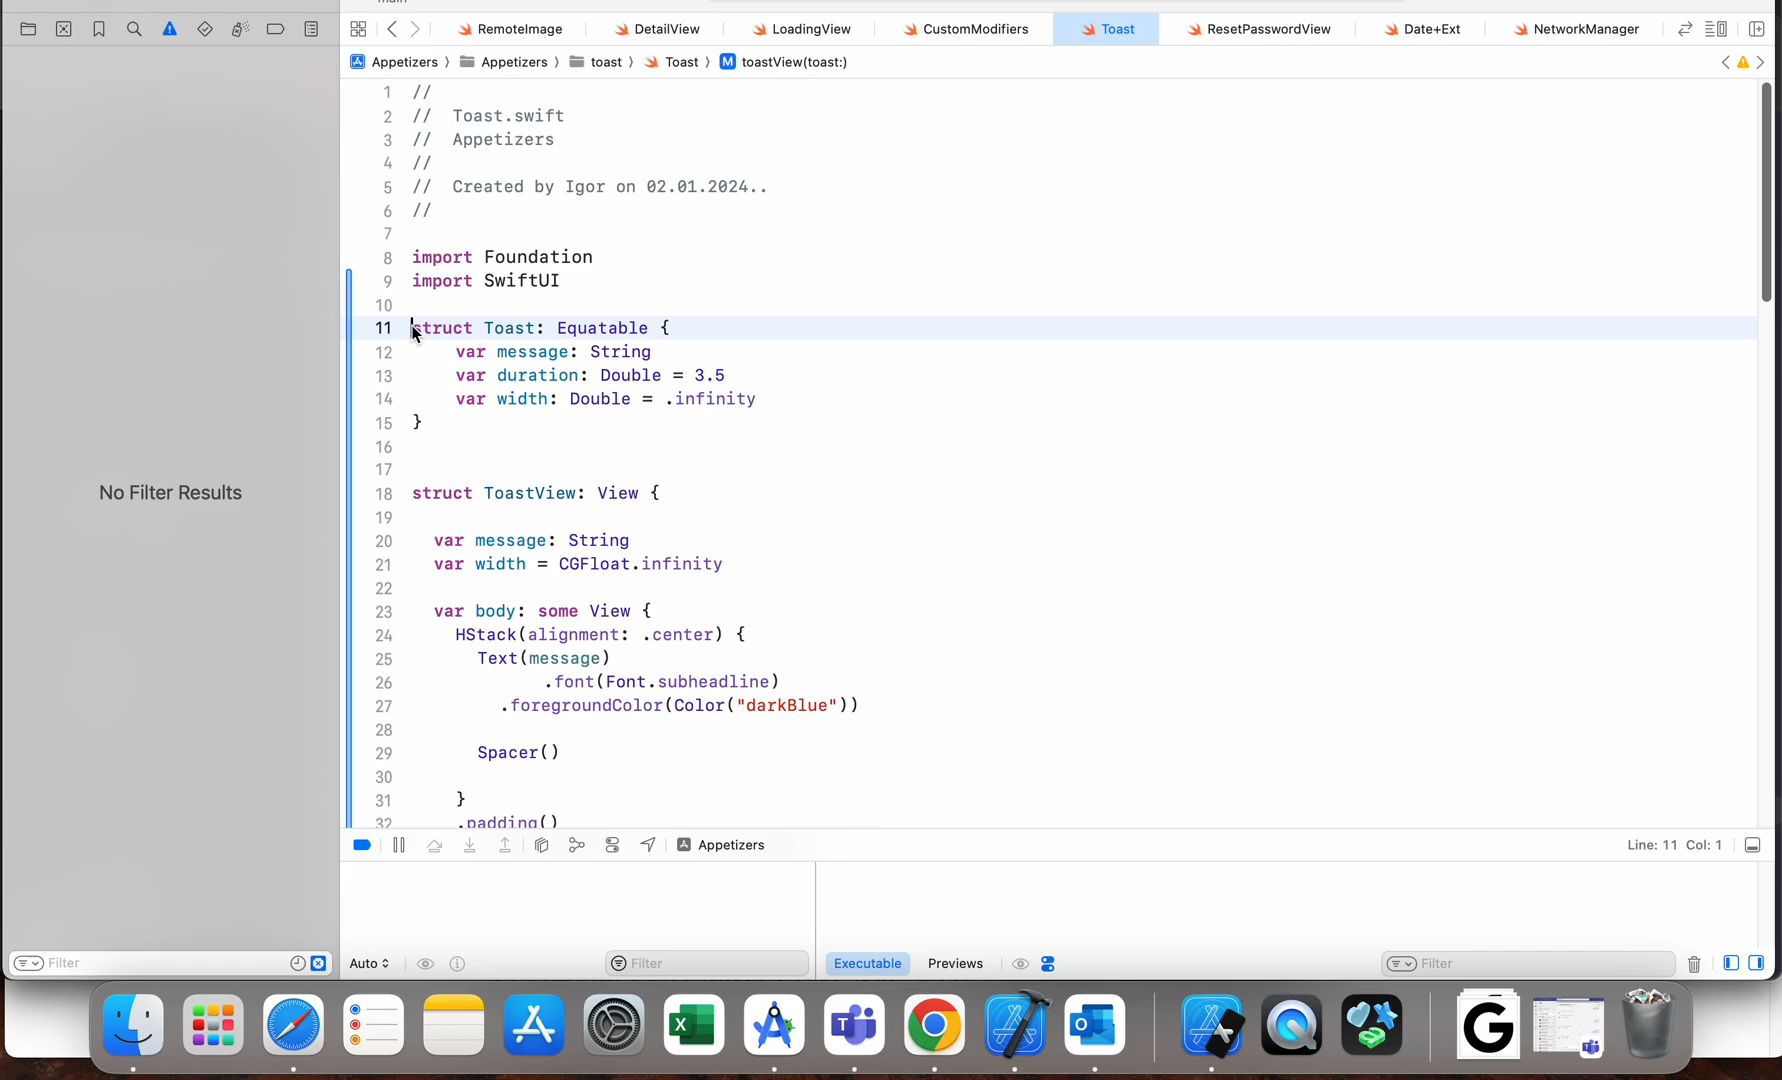 main
RemoteImage
DetailView
LoadingView
CustomModifiers
Toast
ResetPasswordView
Date+Ext
NetworkManager
Appetizers 〉 Appetizers 〉 toast 〉 Toast 〉 M toastView(toast:)
1 //
2 //  Toast.swift
3 //  Appetizers
4 //
5 //  Created by Igor on 02.01.2024..
6 //
7
8 import Foundation
9 import SwiftUI
10
11 struct Toast: Equatable {
12     var message: String
13     var duration: Double = 3.5
14     var width: Double = .infinity
15 }
16
17
18 struct ToastView: View {
19
20   var message: String
21   var width = CGFloat.infinity
22
23   var body: some View {
24     HStack(alignment: .center) {
25       Text(message)
26             .font(Font.subheadline)
27         .foregroundColor(Color("darkBlue"))
28
29       Spacer()
30
31     }
32     .padding()
No Filter Results
Appetizers
Line: 11 Col: 1
Filter
Auto
Filter
Executable
Previews
Filter
X
T
O
G